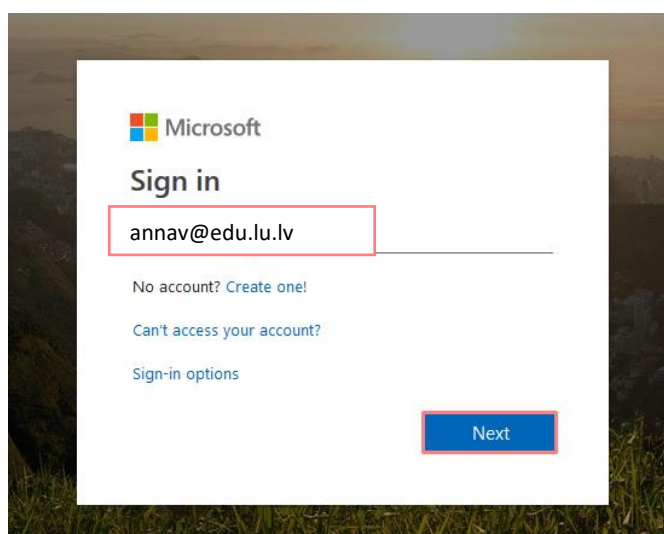 Microsoft
Sign in
annav@edu.lu.lv
No account? Create one!
Can't access your account?
Sign-in options
Next